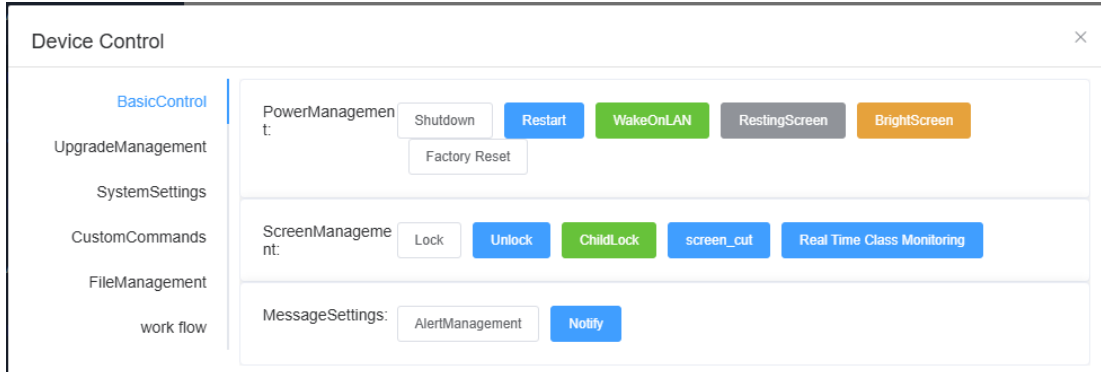 Device Control
BasicControl
UpgradeManagement
SystemSettings
CustomCommands
FileManagement
work flow
PowerManagemen
t:
Shutdown Restart WakeOnLAN RestingScreen BrightScreen
Factory Reset
ScreenManageme
nt:
Lock Unlock ChildLock screen_cut Real Time Class Monitoring
MessageSettings:
AlertManagement Notify